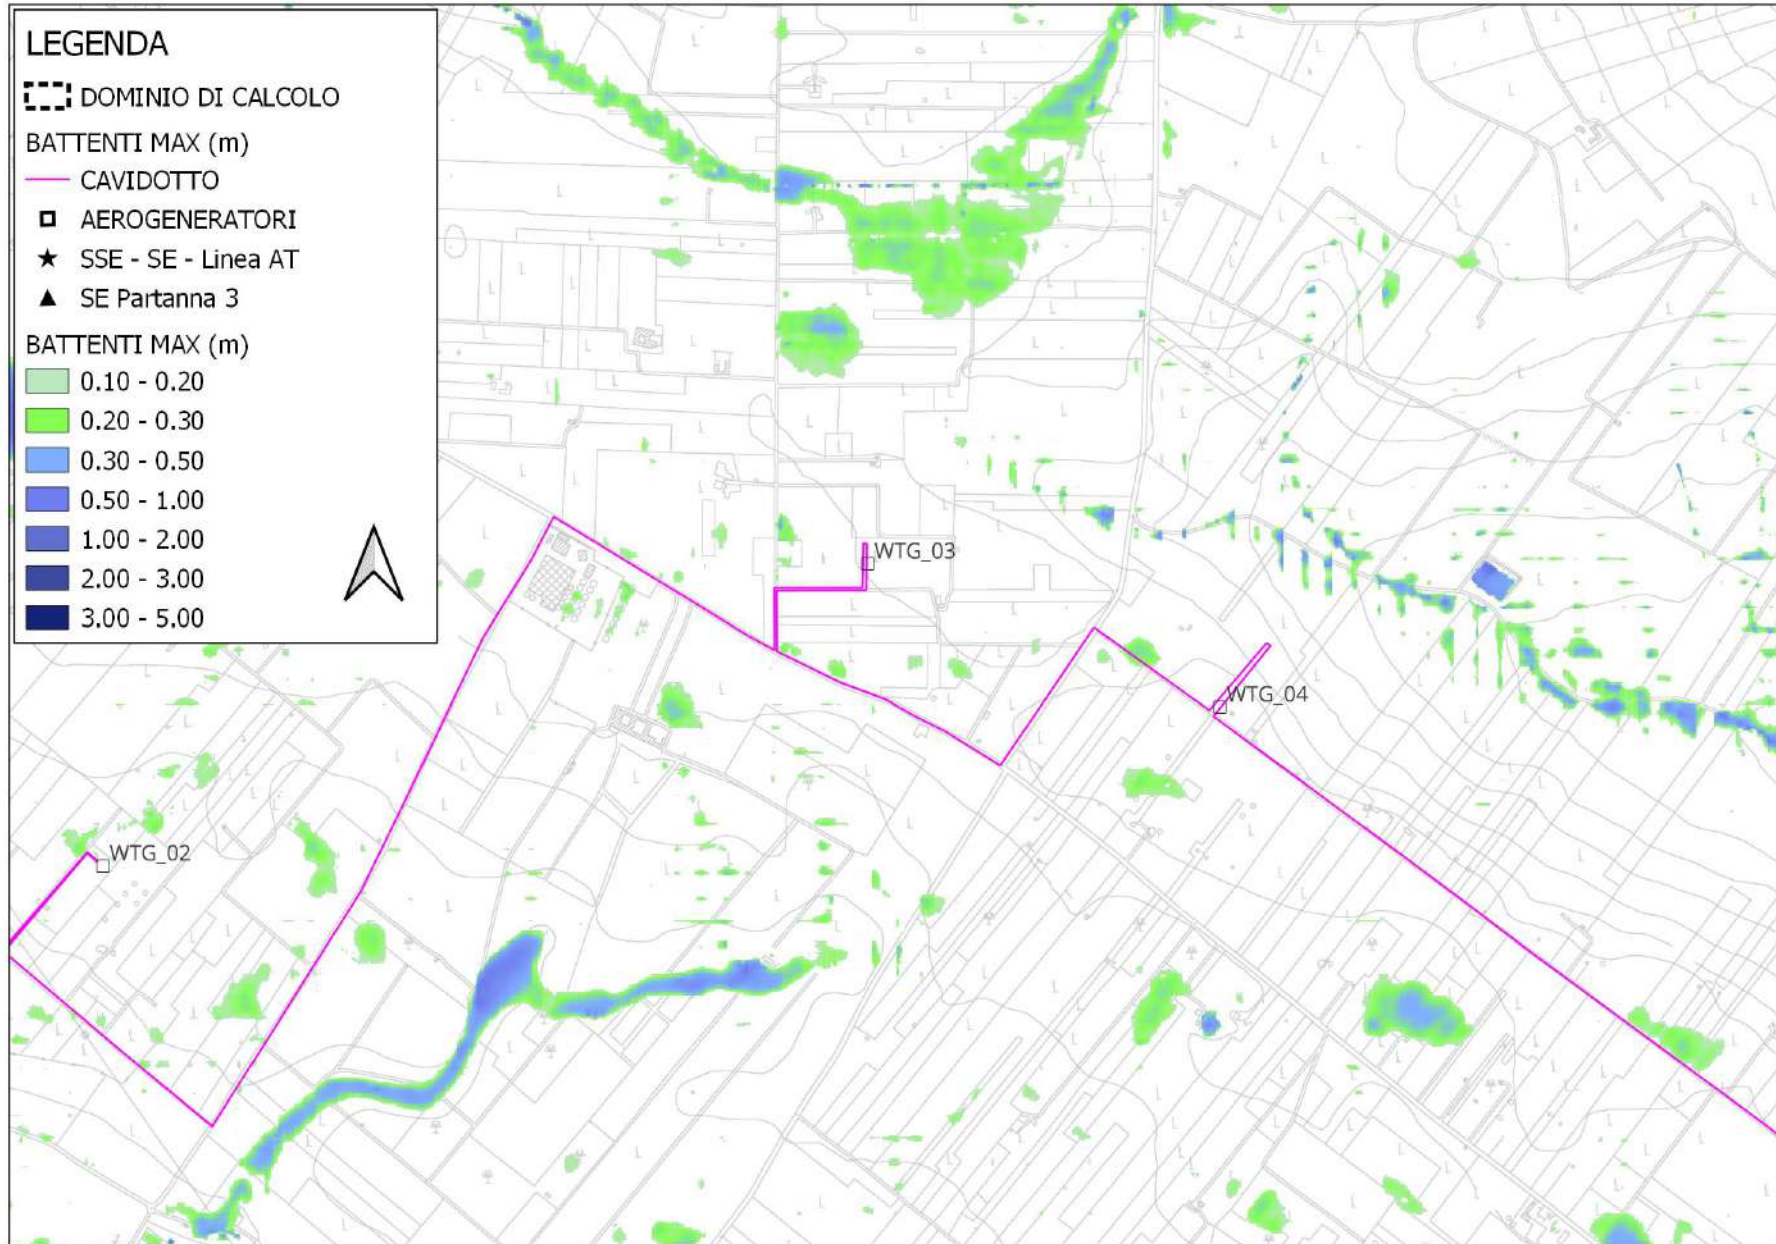 LEGENDA
DOMINIO DI CALCOLO
BATTENTI MAX (m)
CAVIDOTTO
AEROGENERATORI
SSE - SE - Linea AT
SE Partanna 3
BATTENTI MAX (m)
0.10 - 0.20
0.20 - 0.30
0.30 - 0.50
0.50 - 1.00
1.00 - 2.00
2.00 - 3.00
3.00 - 5.00
WTG_03
WTG_04
WTG_02